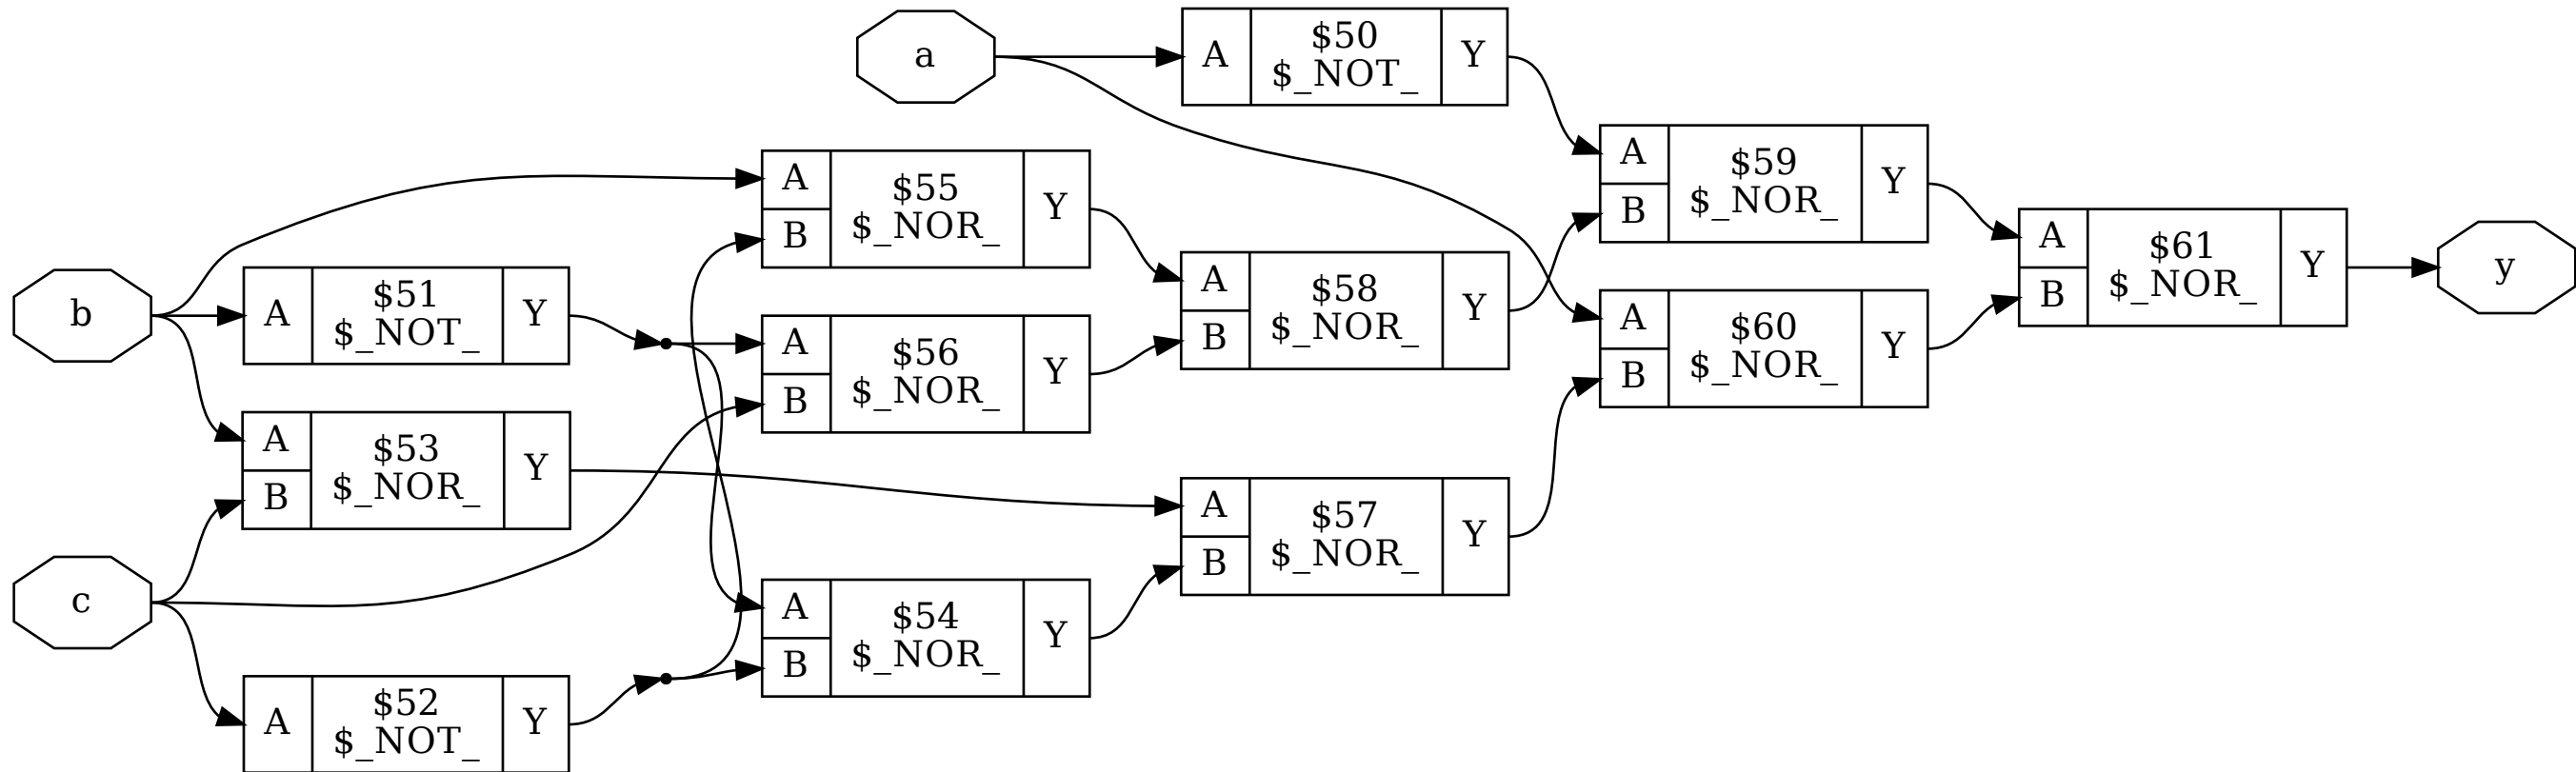 a
A $50 Y
$_NOT_
A $59 Y
B $_NOR_
A $55 Y
B $_NOR_
A $61 Y
B $_NOR_
y
b
A $51 Y
$_NOT_
A $58 Y
B $_NOR_
A $56 Y
B $_NOR_
A $60 Y
B $_NOR_
A $53 Y
B $_NOR_
A $57 Y
B $_NOR_
c
A $54 Y
B $_NOR_
A $52 Y
$_NOT_